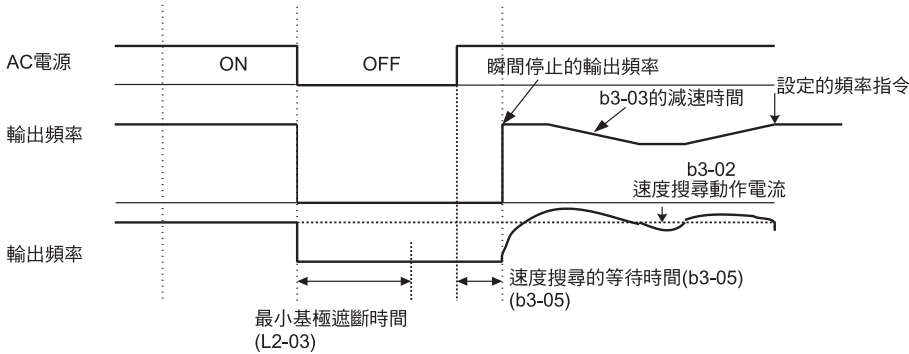 AC電源
ON
OFF
瞬間停止的輸出頻率
b3-03的減速時間
設定的頻率指令
輸出頻率
b3-02
速度搜尋動作電流
輸出頻率
速度搜尋的等待時間(b3-05)
(b3-05)
最小基極遮斷時間
(L2-03)